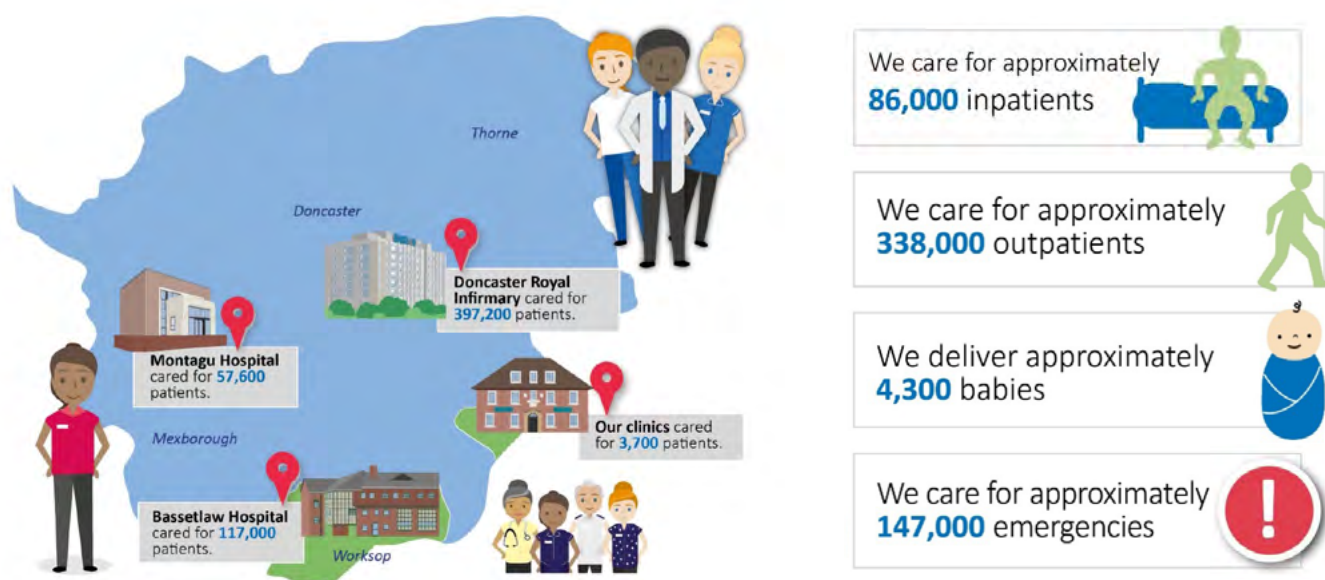 Thorne
Doncaster
Doncaster Royal
Infirmary cared for
397,200 patients.
Montagu Hospital
cared for 57,600
patients.
Our clinics cared
for 3,700 patients.
Mexborough
Bassetlaw Hospital
cared for 117,000
patients.
Worksop
We care for approximately
86,000 inpatients
We care for approximately
338,000 outpatients
We deliver approximately
4,300 babies
We care for approximately
147,000 emergencies
!